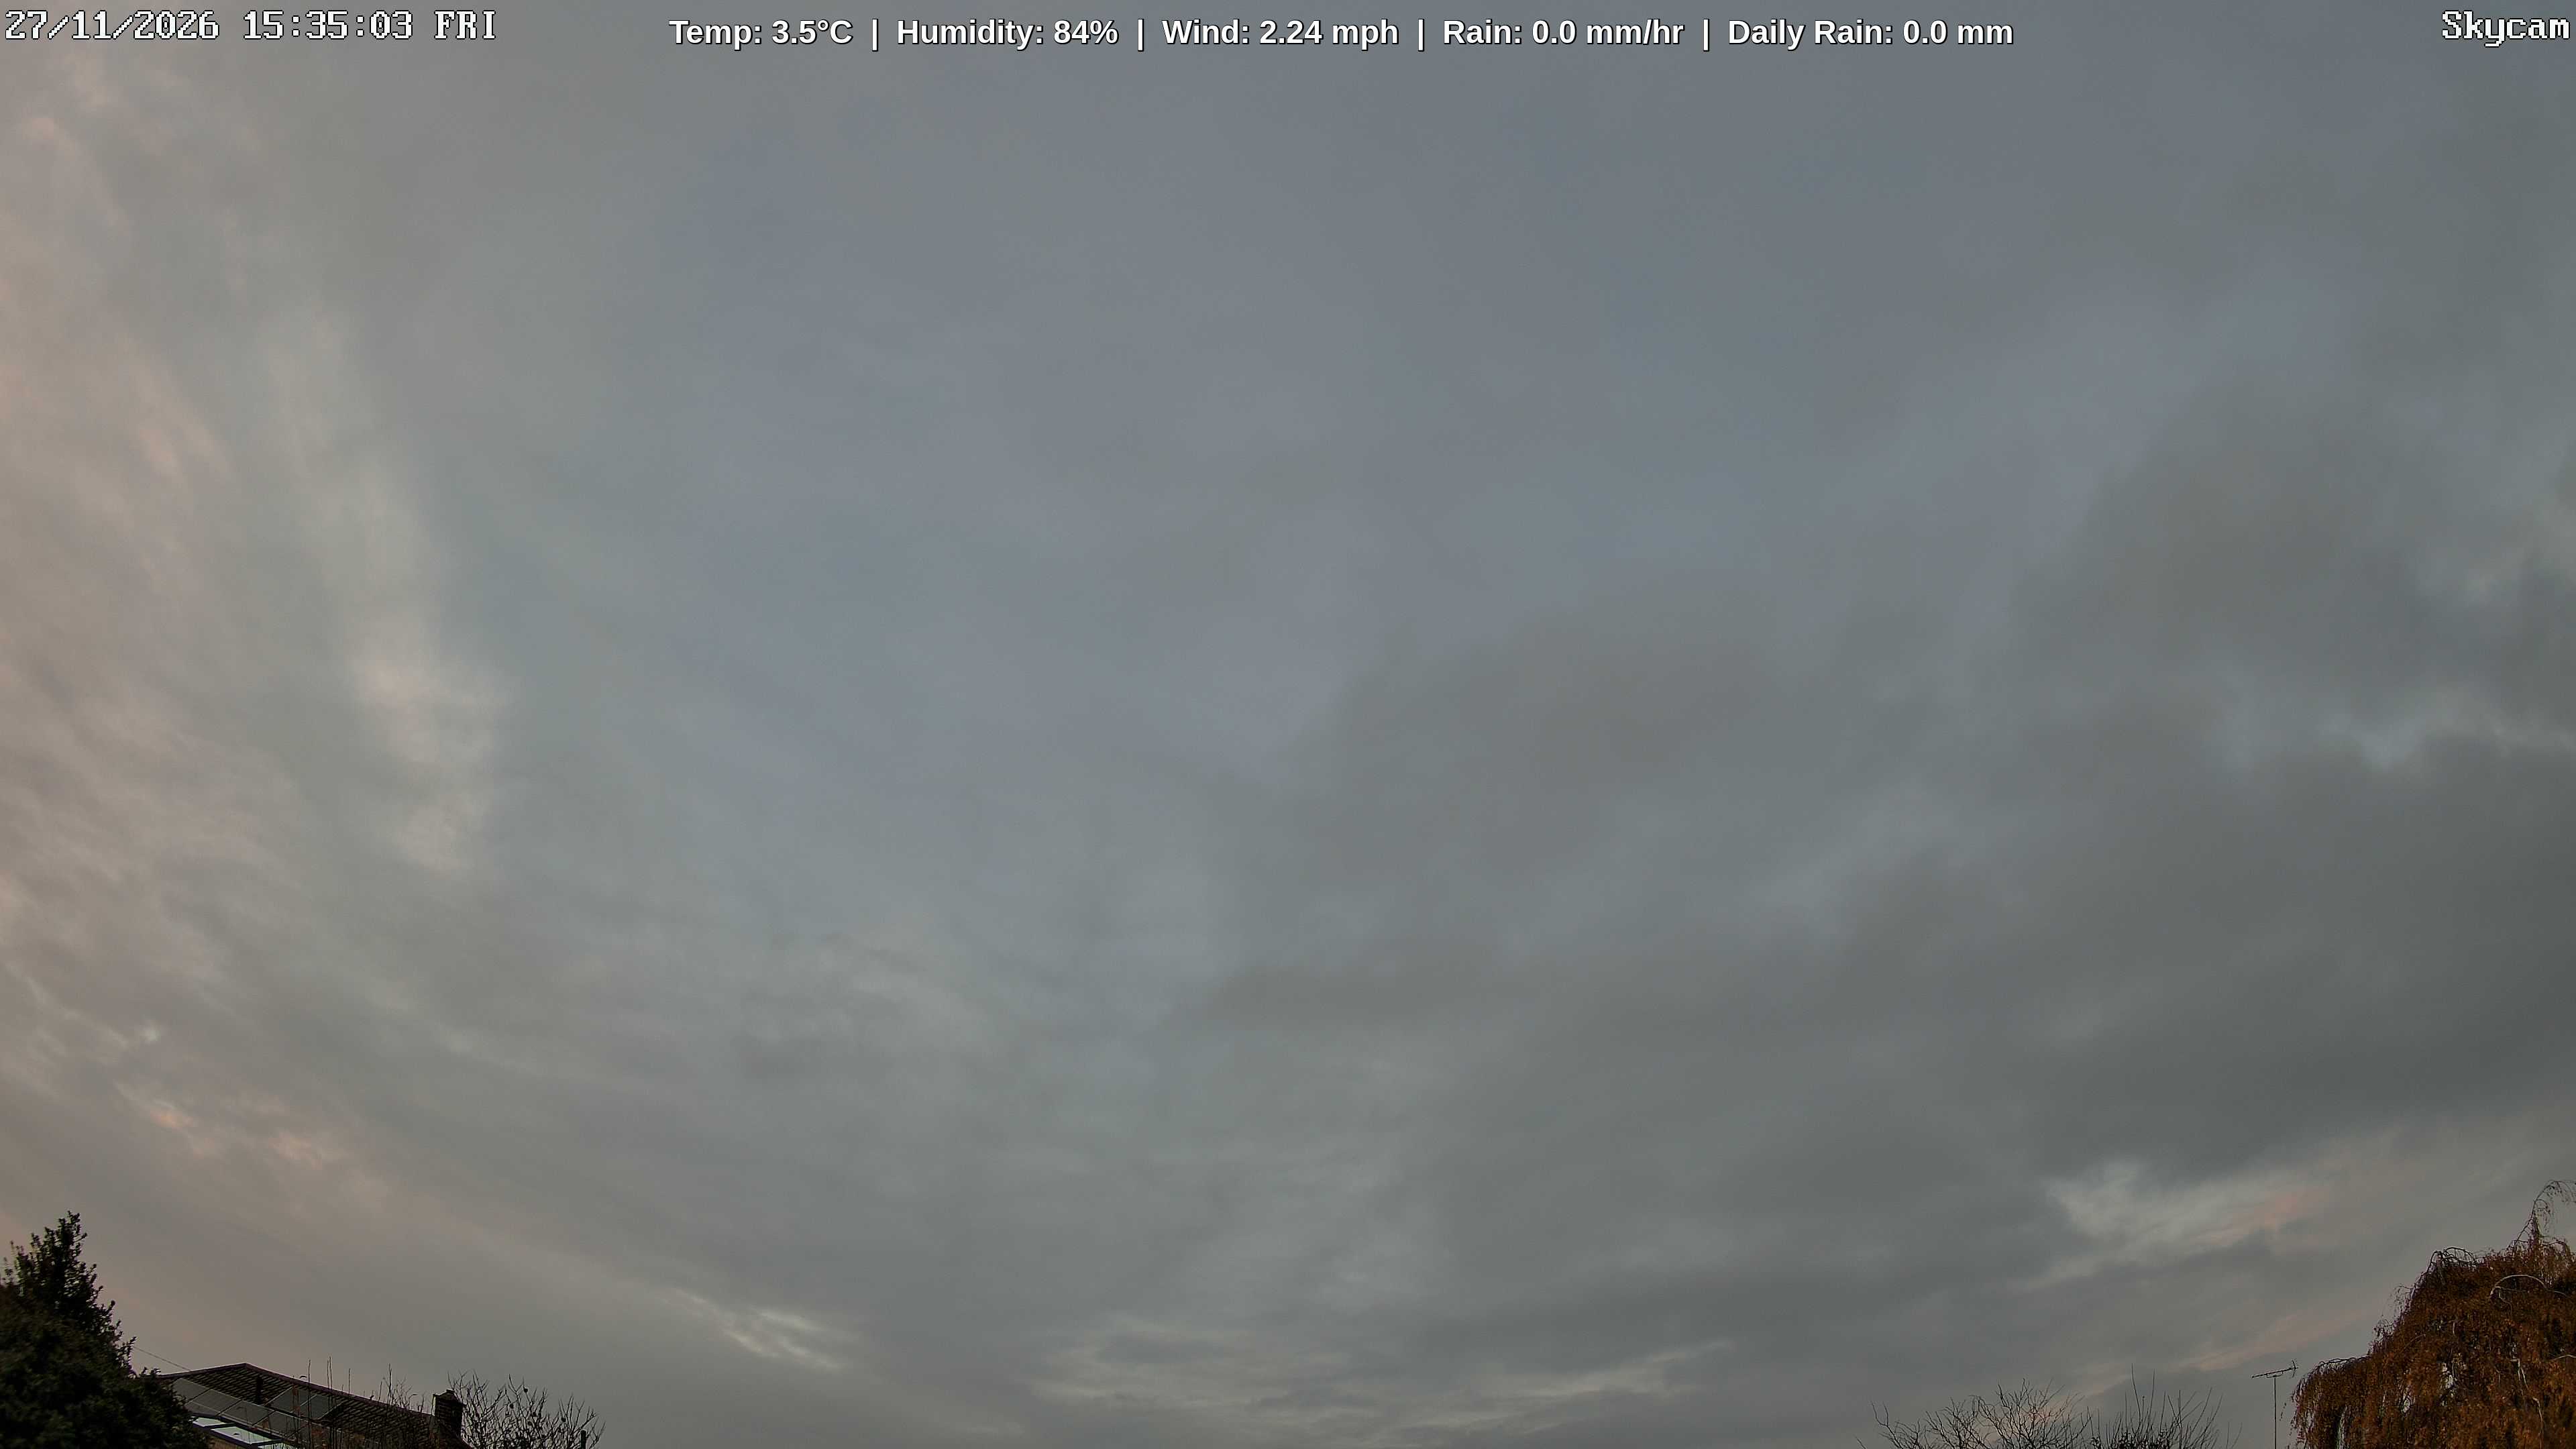 27/11/2026 15:35:03 FRI
Temp: 3.5°C | Humidity: 84% | Wind: 2.24 mph | Rain: 0.0 mm/hr | Daily Rain: 0.0 mm
Skycam